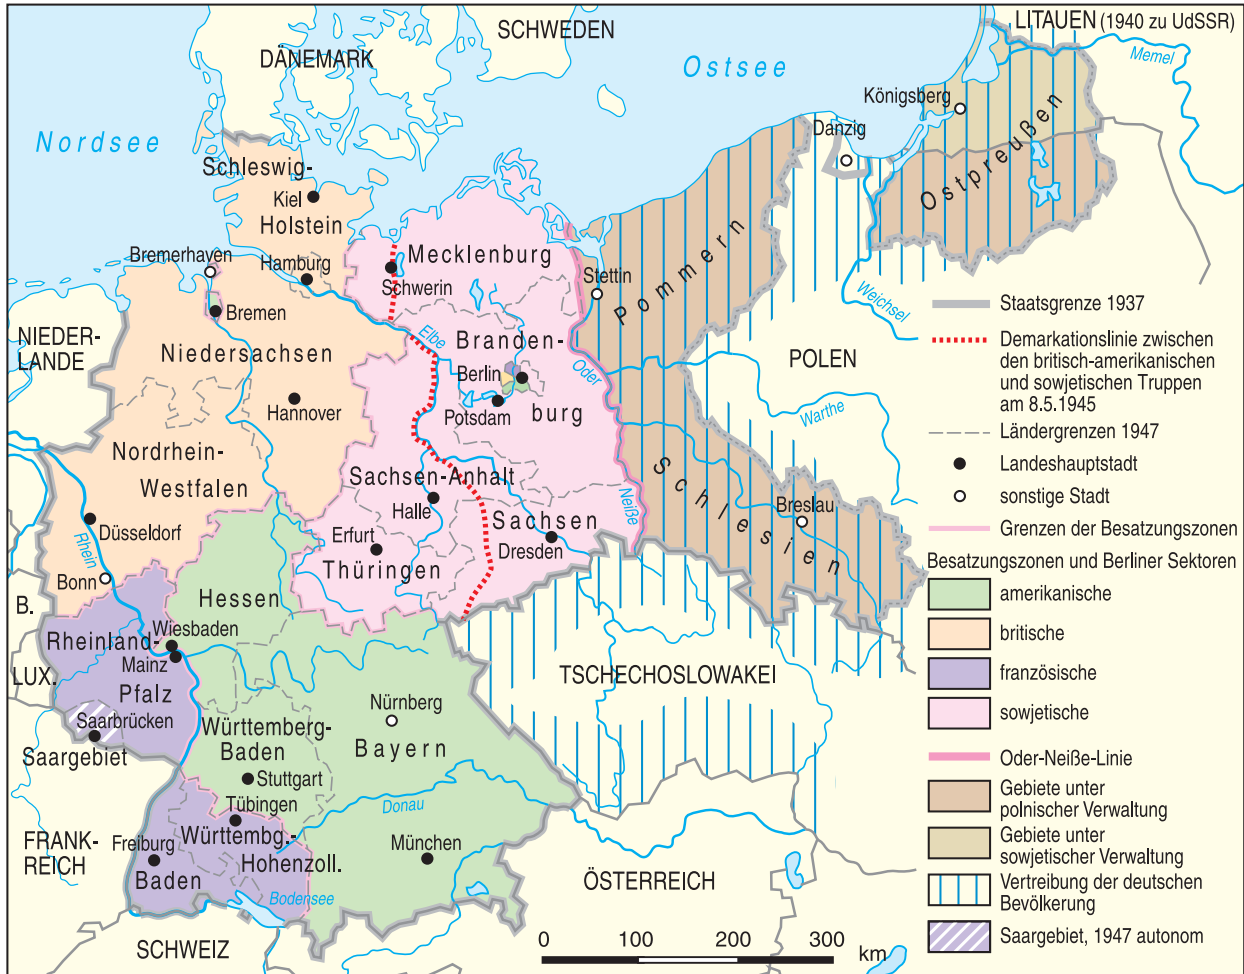 SCHWEDEN
LITAUEN (1940 zu UdSSR)
DÄNEMARK
Memel
Ostsee
Königsberg
Nordsee
Danzig
Ostpreußen
Schleswig-
Kiel
Holstein
Bremerhaven
Hamburg
Mecklenburg
Schwerin
Stettin
Pommern
Weichsel
Bremen
NIEDER-
LANDE
Niedersachsen
Elbe
Branden-
burg
Berlin
Potsdam
Oder
POLEN
Warthe
Hannover
Nordrhein-
Westfalen
Sachsen-Anhalt
Halle
Schlesien
Neiße
Breslau
Düsseldorf
Rhein
Erfurt
Thüringen
Sachsen
Dresden
Bonn
B.
Hessen
Wiesbaden
Rheinland-
Mainz
Pfalz
LUX.
TSCHECHOSLOWAKEI
Saarbrücken
Saargebiet
Nürnberg
Württemberg-
Baden
Bayern
Stuttgart
Tübingen
Donau
FRANK-
REICH
Freiburg
Baden
Württembg.-
Hohenzoll.
München
Bodensee
ÖSTERREICH
SCHWEIZ
0 100 200 300 km
Staatsgrenze 1937
Demarkationslinie zwischen
den britisch-amerikanischen
und sowjetischen Truppen
am 8.5.1945
Ländergrenzen 1947
Landeshauptstadt
sonstige Stadt
Grenzen der Besatzungszonen
Besatzungszonen und Berliner Sektoren
amerikanische
britische
französische
sowjetische
Oder-Neiße-Linie
Gebiete unter
polnischer Verwaltung
Gebiete unter
sowjetischer Verwaltung
Vertreibung der deutschen
Bevölkerung
Saargebiet, 1947 autonom